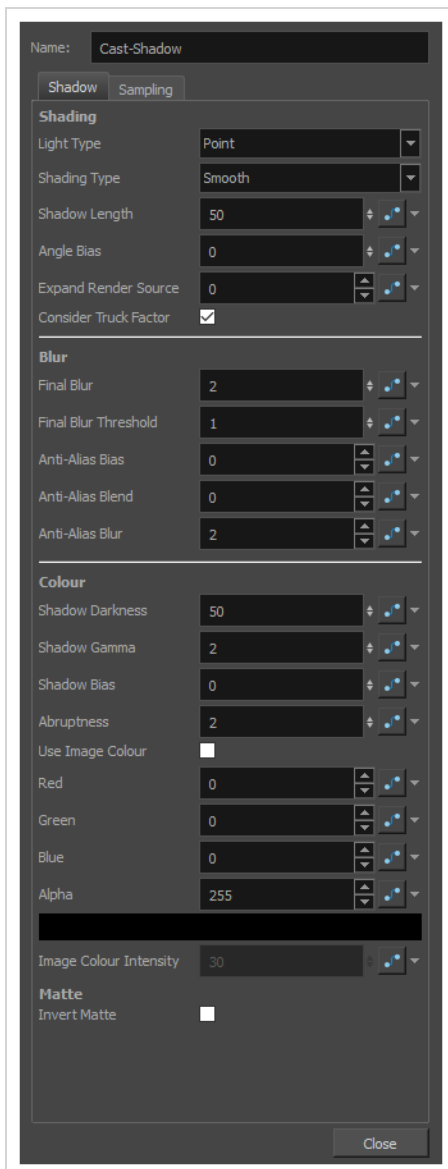 Name: Cast-Shadow
Shadow Sampling
Shading
Light Type Point
Shading Type Smooth
Shadow Length 50
Angle Bias 0
Expand Render Source 0
Consider Truck Factor
Blur
Final Blur 2
Final Blur Threshold 1
Anti-Alias Bias 0
Anti-Alias Blend 0
Anti-Alias Blur 2
Colour
Shadow Darkness 50
Shadow Gamma 2
Shadow Bias 0
Abruptness 2
Use Image Colour
Red 0
Green 0
Blue 0
Alpha 255
Image Colour Intensity 30
Matte
Invert Matte
Close